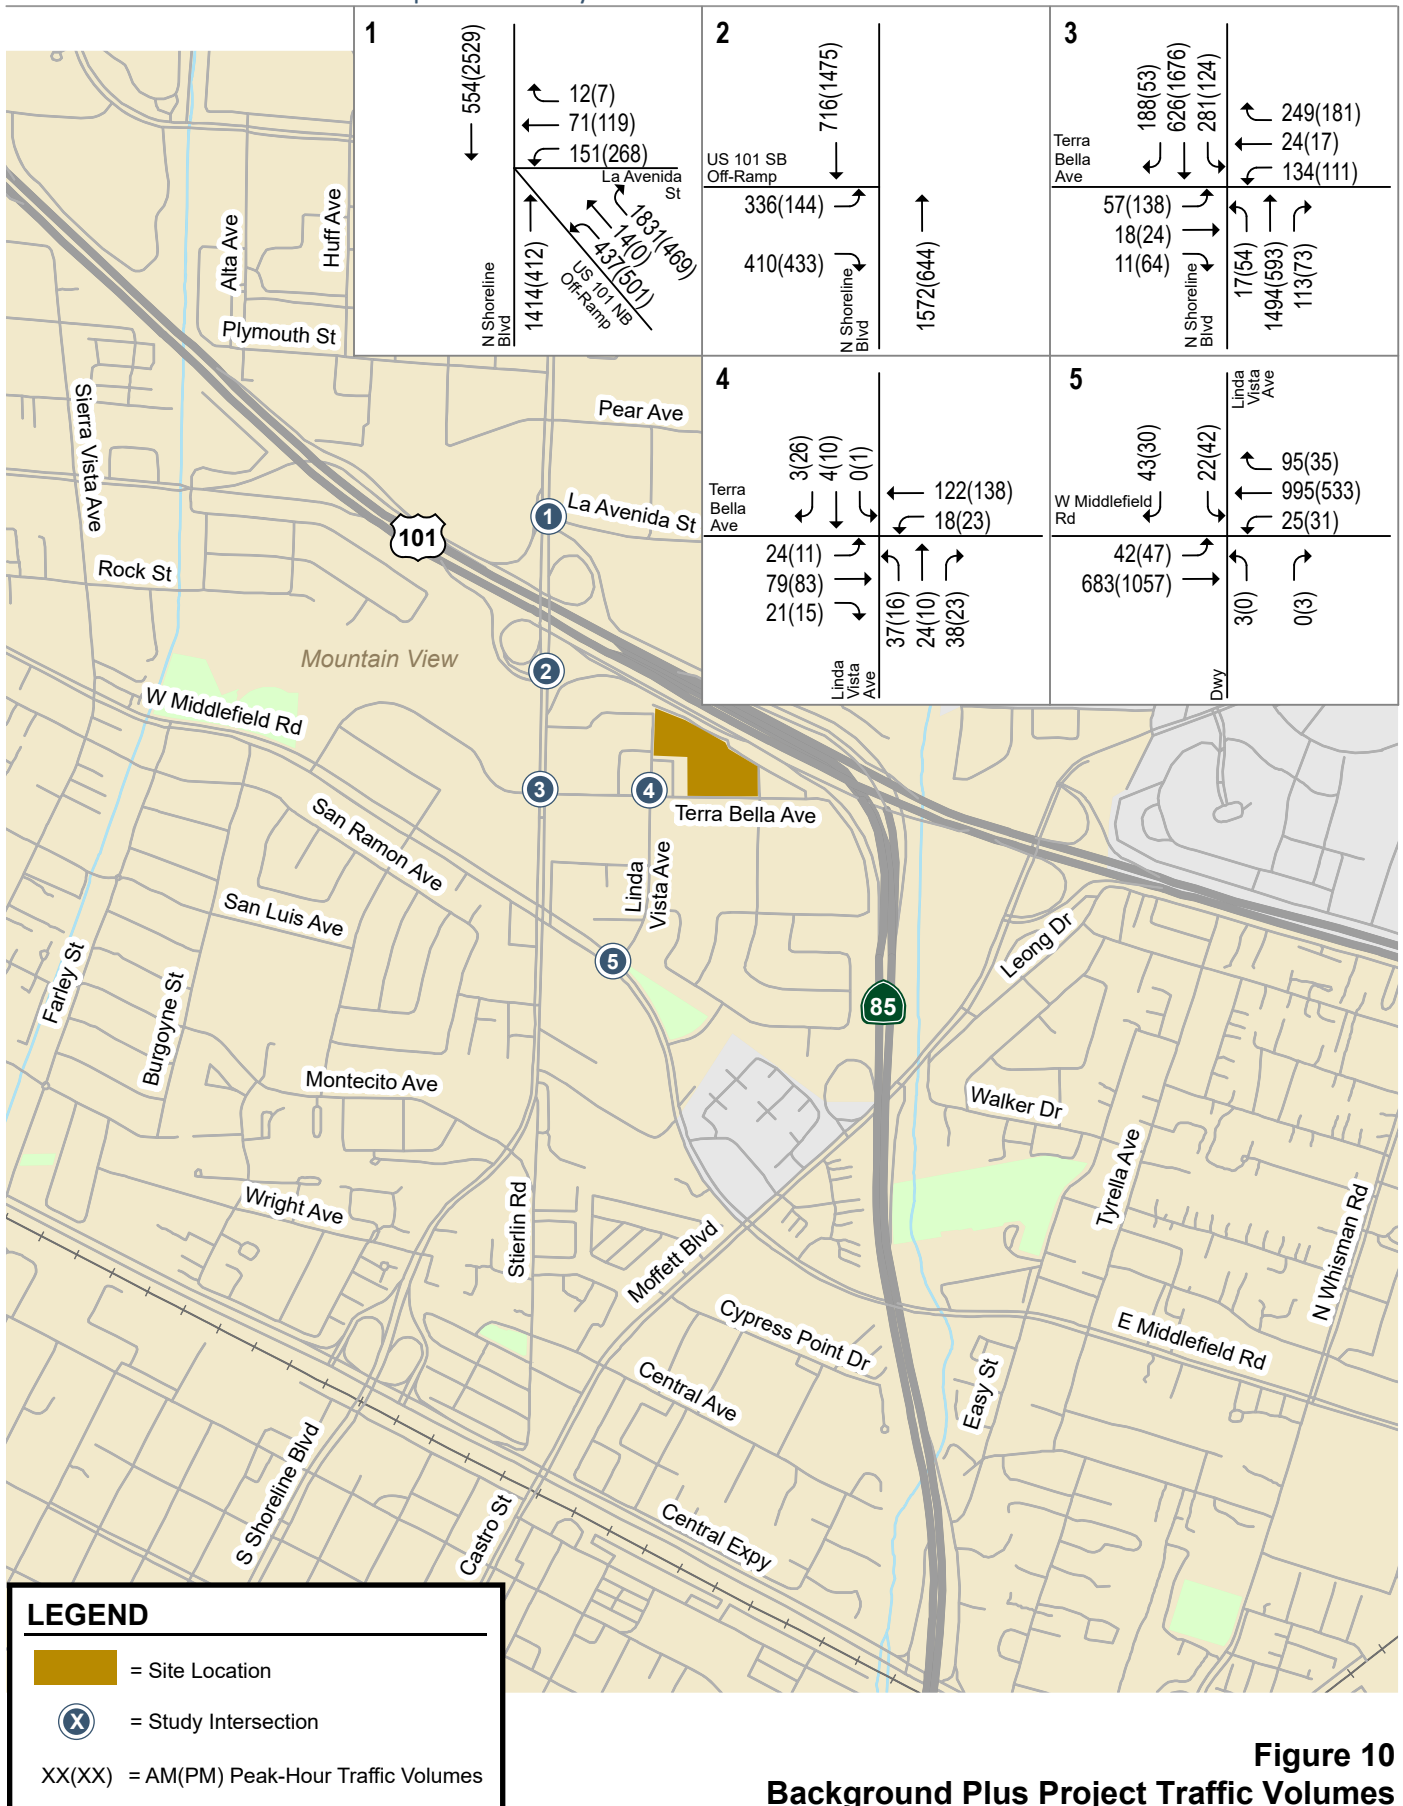 1
554(2529)
12(7)
71(119)
151(268)
La Avenida
St
1831(469)
14(0)
437(501)
US 101 NB
Off-Ramp
1414(412)
N Shoreline
Blvd
2
716(1475)
US 101 SB
Off-Ramp
336(144)
410(433)
N Shoreline
Blvd
1572(644)
3
188(53)
626(1676)
281(124)
249(181)
24(17)
134(111)
Terra
Bella
Ave
57(138)
18(24)
11(64)
N Shoreline
Blvd
17(54)
1494(593)
113(73)
4
3(26)
4(10)
0(1)
122(138)
18(23)
Terra
Bella
Ave
24(11)
79(83)
21(15)
Linda
Vista
Ave
37(16)
24(10)
38(23)
5
Linda
Vista
Ave
43(30)
22(42)
95(35)
995(533)
25(31)
W Middlefield
Rd
42(47)
683(1057)
Dwy
3(0)
0(3)
Alta Ave
Huff Ave
Plymouth St
Sierra Vista Ave
Pear Ave
1
La Avenida St
101
Rock St
Mountain View
2
W Middlefield Rd
3
4
Terra Bella Ave
San Ramon Ave
Linda
Vista Ave
San Luis Ave
5
Leong Dr
Farley St
Burgoyne St
85
Montecito Ave
Walker Dr
Tyrella Ave
Wright Ave
Stierlin Rd
Moffett Blvd
N Whisman Rd
Cypress Point Dr
E Middlefield Rd
Easy St
Central Ave
S Shoreline Blvd
Castro St
Central Expy
LEGEND
= Site Location
X = Study Intersection
XX(XX) = AM(PM) Peak-Hour Traffic Volumes
Figure 10
Background Plus Project Traffic Volumes